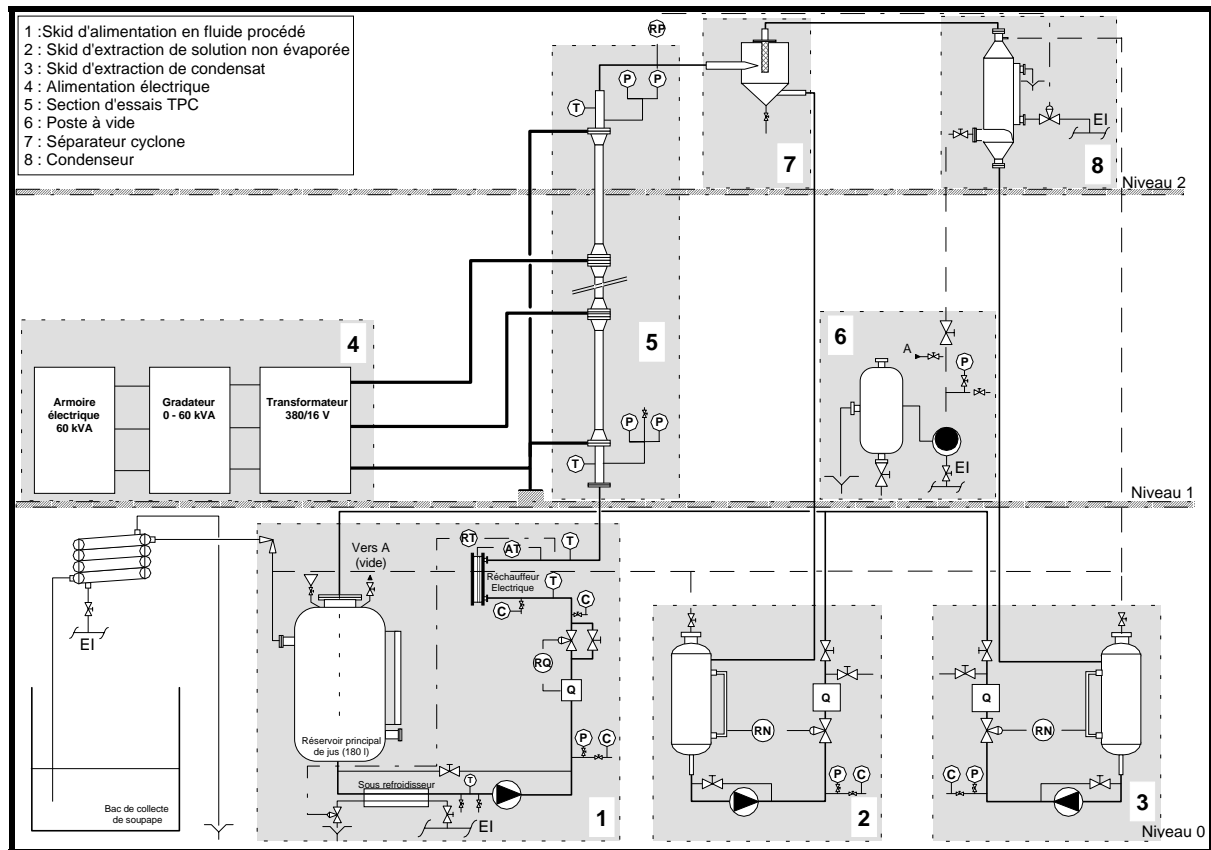 1 :Skid d'alimentation en fluide procédé
2 : Skid d'extraction de solution non évaporée
3 : Skid d'extraction de condensat
4 : Alimentation électrique
5 : Section d'essais TPC
6 : Poste à vide
7 : Séparateur cyclone
8 : Condenseur
RP
P
P
T
7
EI
8
Niveau 2
4
5
6
A
P
Armoire
électrique
60 kVA
Gradateur
0 - 60 kVA
Transformateur
380/16 V
P
P
T
EI
Niveau 1
EI
Vers A
(vide)
RT
AT
T
Réchauffeur
Electrique
T
C
C
RQ
Q
P
C
Réservoir principal
de jus (180 l)
Sous refroidisseur
T
EI
1
Bac de collecte
de soupape
Q
RN
P
C
2
Q
RN
C
P
3
Niveau 0